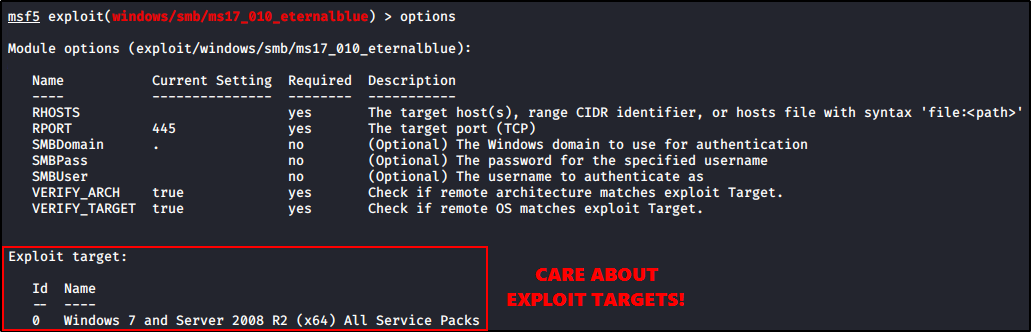 msf5 exploit(windows/smb/ms17_010_eternalblue) > options
Module options (exploit/windows/smb/ms17_010_eternalblue):
Name Current Setting Required Description
---- --------------- -------- -----------
RHOSTS yes The target host(s), range CIDR identifier, or hosts file with syntax 'file:<path>'
RPORT 445 yes The target port (TCP)
SMBDomain . no (Optional) The Windows domain to use for authentication
SMBPass no (Optional) The password for the specified username
SMBUser no (Optional) The username to authenticate as
VERIFY_ARCH true yes Check if remote architecture matches exploit Target.
VERIFY_TARGET true yes Check if remote OS matches exploit Target.
Exploit target:
Id Name
-- ----
0 Windows 7 and Server 2008 R2 (x64) All Service Packs
CARE ABOUT
EXPLOIT TARGETS!